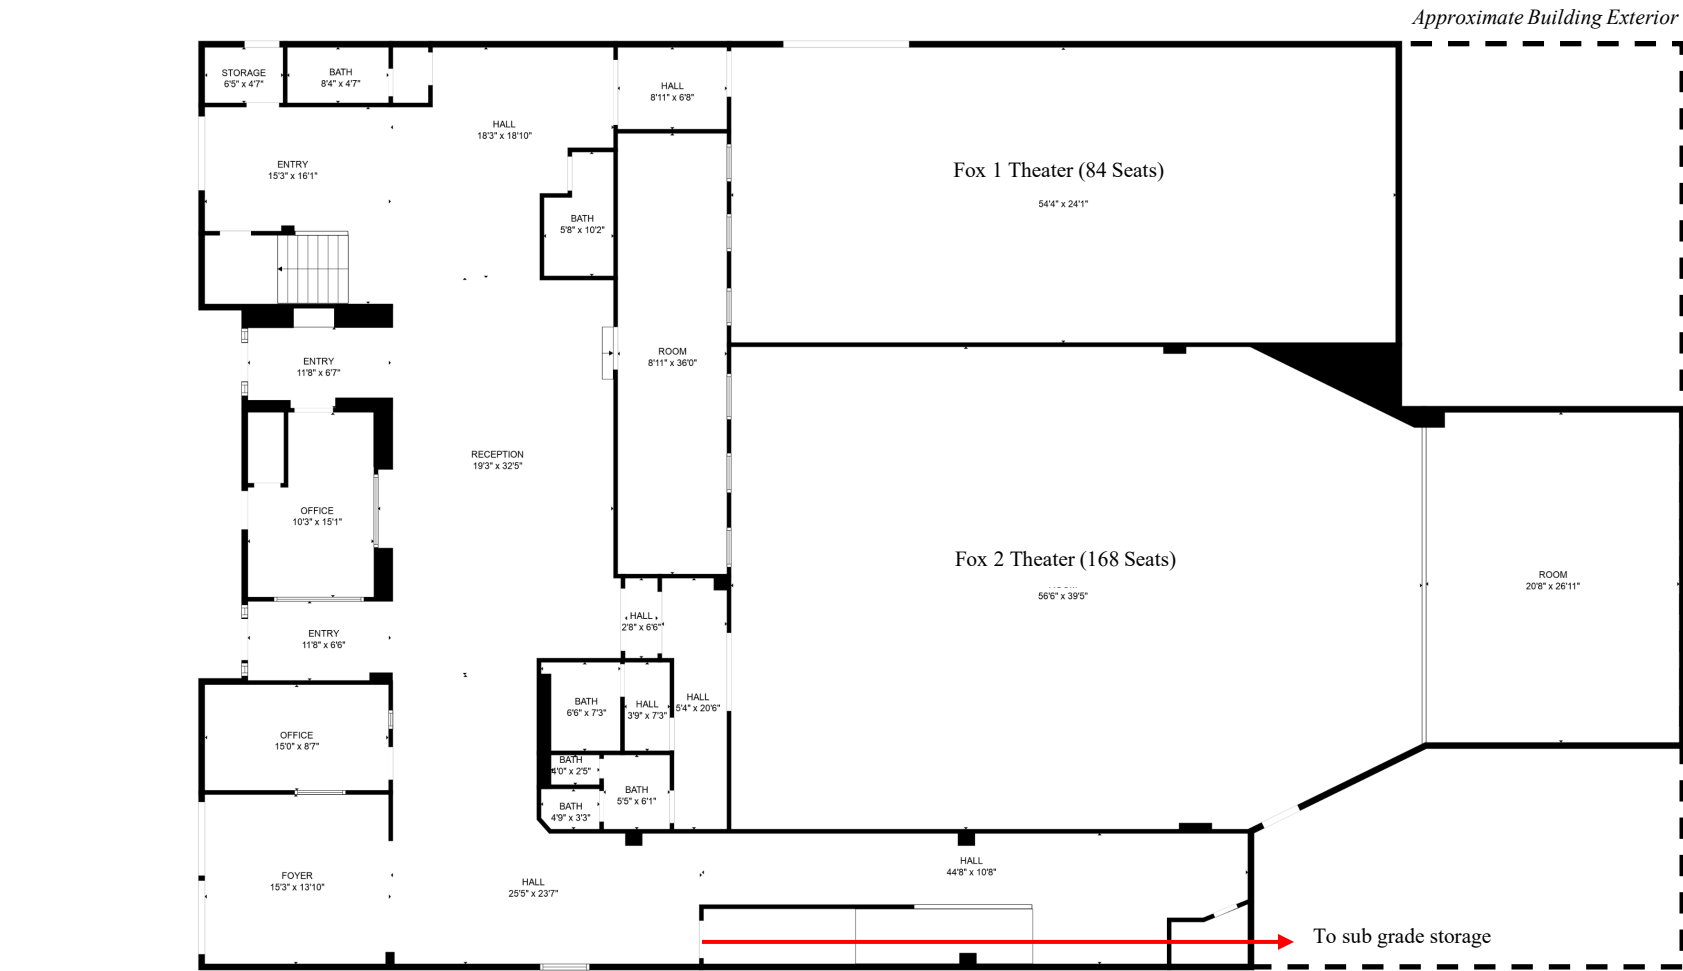 Approximate Building Exterior
STORAGE
6'5" x 4'7"
BATH
8'4" x 4'7"
HALL
8'11" x 6'8"
HALL
18'3" x 18'10"
ENTRY
15'3" x 16'1"
Fox 1 Theater (84 Seats)
54'4" x 24'1"
BATH
5'8" x 10'2"
ROOM
8'11" x 36'0"
ENTRY
11'8" x 6'7"
RECEPTION
19'3" x 32'5"
OFFICE
10'3" x 15'1"
Fox 2 Theater (168 Seats)
56'6" x 39'5"
ROOM
20'8" x 26'11"
HALL
2'8" x 6'6"
ENTRY
11'8" x 6'6"
BATH
6'6" x 7'3"
HALL
3'9" x 7'3"
HALL
5'4" x 20'6"
OFFICE
15'0" x 8'7"
BATH
4'0" x 2'5"
BATH
5'5" x 6'1"
BATH
4'9" x 3'3"
HALL
44'8" x 10'8"
FOYER
15'3" x 13'10"
HALL
25'5" x 23'7"
To sub grade storage